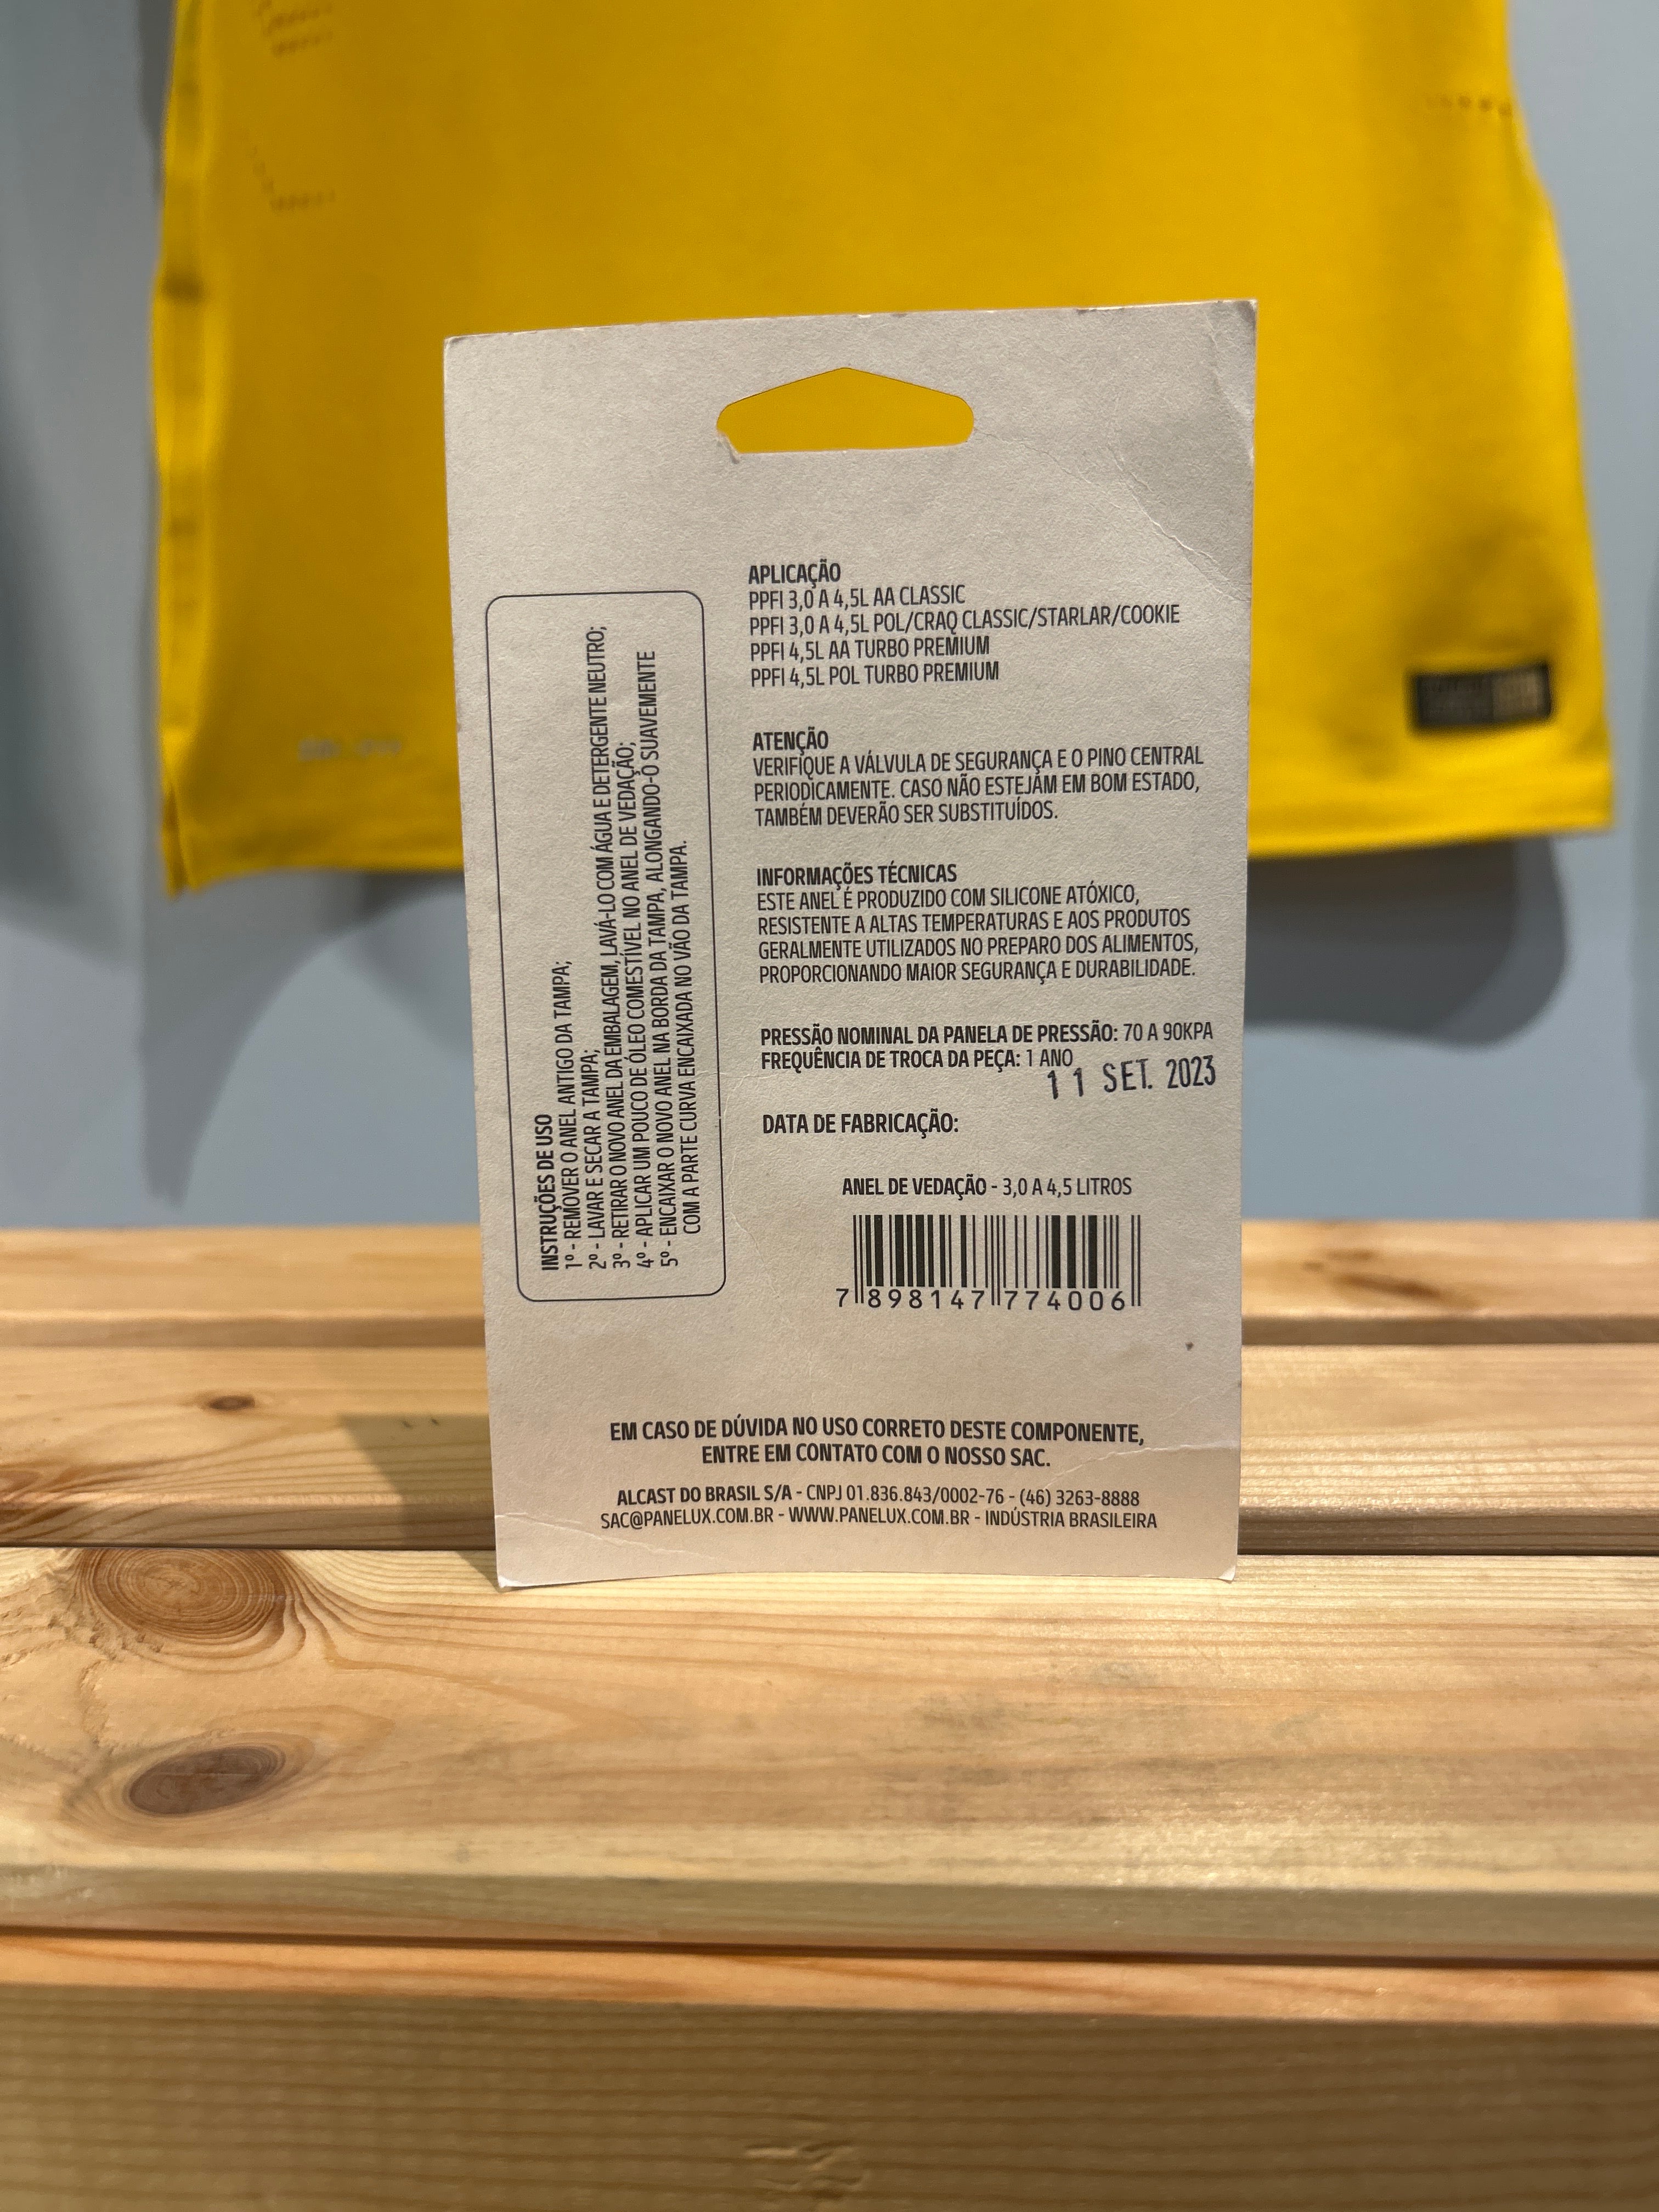 INSTRUÇÕES DE USO
1º - REMOVER O ANEL ANTIGO DA TAMPA;
2º - LAVAR E SECAR A TAMPA;
3º - RETIRAR O NOVO ANEL DA EMBALAGEM, LAVÁ-LO COM ÁGUA E DETERGENTE NEUTRO;
4º - APLICAR UM POUCO DE ÓLEO COMESTÍVEL NO ANEL DE VEDAÇÃO;
5º - ENCAIXAR O NOVO ANEL NA BORDA DA TAMPA, ALONGANDO-O SUAVEMENTE
COM A PARTE CURVA ENCAIXADA NO VÃO DA TAMPA.
APLICAÇÃO
PPFI 3,0 A 4,5L AA CLASSIC
PPFI 3,0 A 4,5L POL/CRAQ CLASSIC/STARLAR/COOKIE
PPFI 4,5L AA TURBO PREMIUM
PPFI 4,5L POL TURBO PREMIUM
ATENÇÃO
VERIFIQUE A VÁLVULA DE SEGURANÇA E O PINO CENTRAL
PERIODICAMENTE. CASO NÃO ESTEJAM EM BOM ESTADO,
TAMBÉM DEVERÃO SER SUBSTITUÍDOS.
INFORMAÇÕES TÉCNICAS
ESTE ANEL É PRODUZIDO COM SILICONE ATÓXICO,
RESISTENTE A ALTAS TEMPERATURAS E AOS PRODUTOS
GERALMENTE UTILIZADOS NO PREPARO DOS ALIMENTOS,
PROPORCIONANDO MAIOR SEGURANÇA E DURABILIDADE.
PRESSÃO NOMINAL DA PANELA DE PRESSÃO: 70 A 90KPA
FREQUÊNCIA DE TROCA DA PEÇA: 1 ANO
11 SET. 2023
DATA DE FABRICAÇÃO:
ANEL DE VEDAÇÃO - 3,0 A 4,5 LITROS
7 898147 774006
EM CASO DE DÚVIDA NO USO CORRETO DESTE COMPONENTE,
ENTRE EM CONTATO COM O NOSSO SAC.
ALCAST DO BRASIL S/A - CNPJ 01.836.843/0002-76 - (46) 3263-8888
SAC@PANELUX.COM.BR - WWW.PANELUX.COM.BR - INDÚSTRIA BRASILEIRA